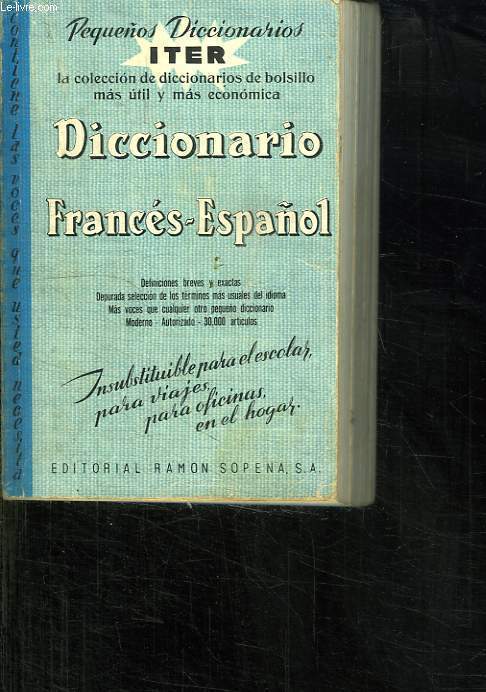 Le-livre.com
Pequeños Diccionarios
ITER
la colección de diccionarios de bolsillo
más útil y más económica
Diccionario
Francés-Español
Definiciones breves y exactas
Depurada selección de los términos más usuales del idioma
Más voces que cualquier otro pequeño diccionario
Moderno - Autorizado - 30.000 artículos
Insubstituible para el escolar,
para viajes,
para oficinas,
en el hogar.
EDITORIAL RAMON SOPENA, S.A.
Contiene las voces que usted necesita